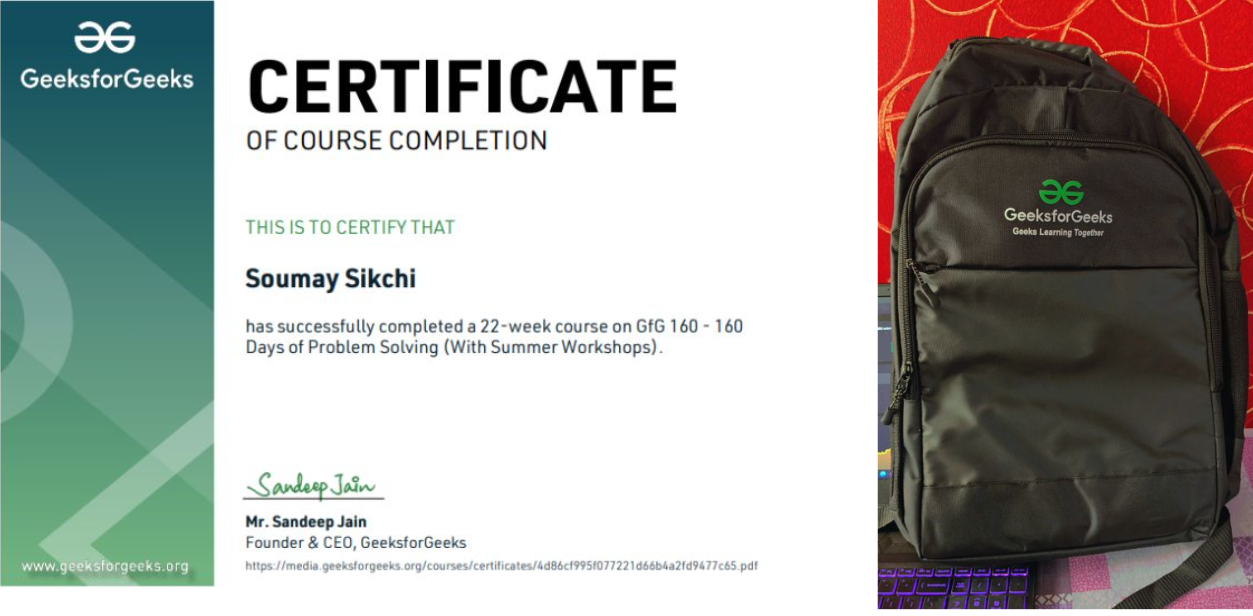 GeeksforGeeks
www.geeksforgeeks.org
CERTIFICATE
OF COURSE COMPLETION
THIS IS TO CERTIFY THAT
Soumay Sikchi
has successfully completed a 22-week course on GfG 160 - 160
Days of Problem Solving (With Summer Workshops).
Sandeep Jain
Mr. Sandeep Jain
Founder & CEO, GeeksforGeeks
https://media.geeksforgeeks.org/courses/certificates/4d86cf995f077221d66b4a2fd9477c65.pdf
GeeksforGeeks
Geeks Learning Together